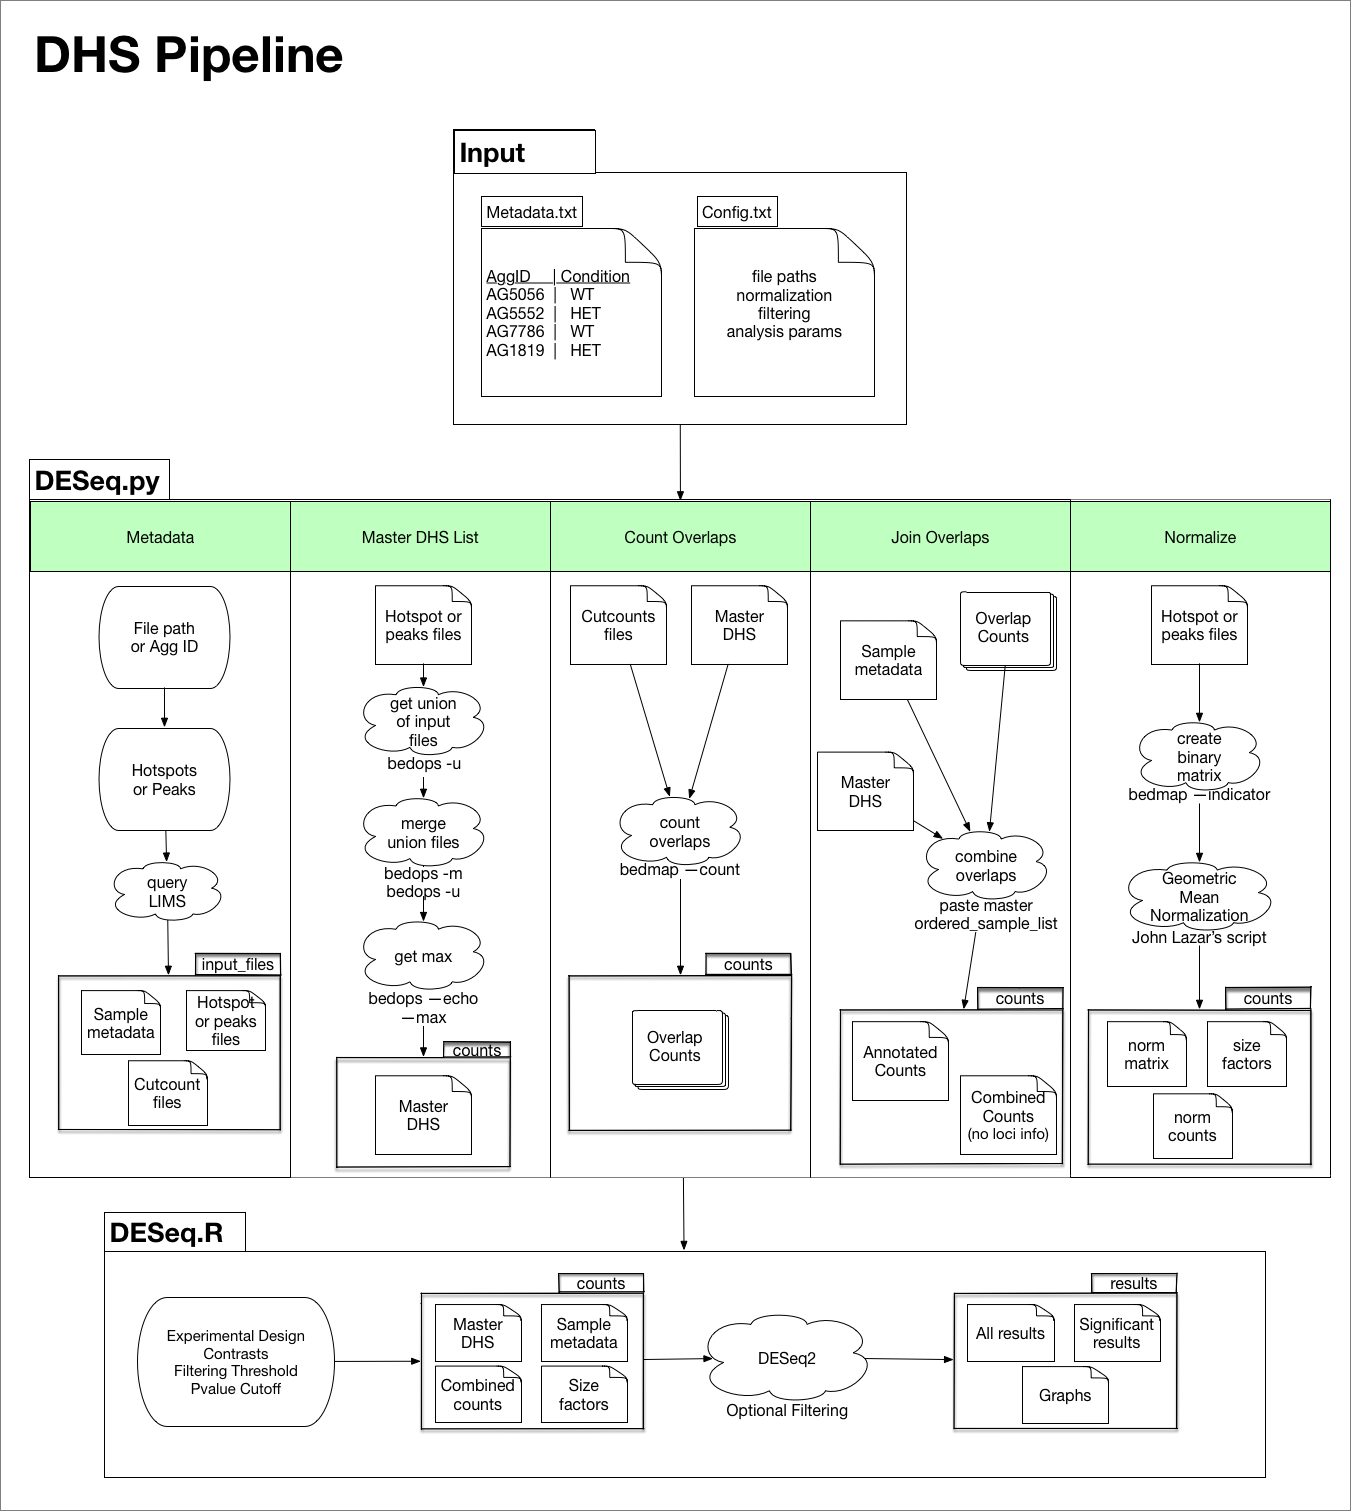 DHS Pipeline
Input
Metadata.txt
AggID | Condition
AG5056 | WT
AG5552 | HET
AG7786 | WT
AG1819 | HET
Config.txt
file paths
normalization
filtering
analysis params
DESeq.py
Metadata
Master DHS List
Count Overlaps
Join Overlaps
Normalize
File path
or Agg ID
Hotspots
or Peaks
query
LIMS
input_files
Sample
metadata
Hotspot
or peaks
files
Cutcount
files
Hotspot or
peaks files
get union
of input
files
bedops -u
merge
union files
bedops -m
bedops -u
get max
bedops —echo
—max
counts
Master
DHS
Cutcounts
files
Master
DHS
count
overlaps
bedmap —count
counts
Overlap
Counts
Sample
metadata
Overlap
Counts
Master
DHS
combine
overlaps
paste master
ordered_sample_list
counts
Annotated
Counts
Combined
Counts
(no loci info)
Hotspot or
peaks files
create
binary
matrix
bedmap —indicator
Geometric
Mean
Normalization
John Lazar's script
counts
norm
matrix
size
factors
norm
counts
DESeq.R
Experimental Design
Contrasts
Filtering Threshold
Pvalue Cutoff
counts
Master
DHS
Sample
metadata
Combined
counts
Size
factors
DESeq2
Optional Filtering
results
All results
Significant
results
Graphs